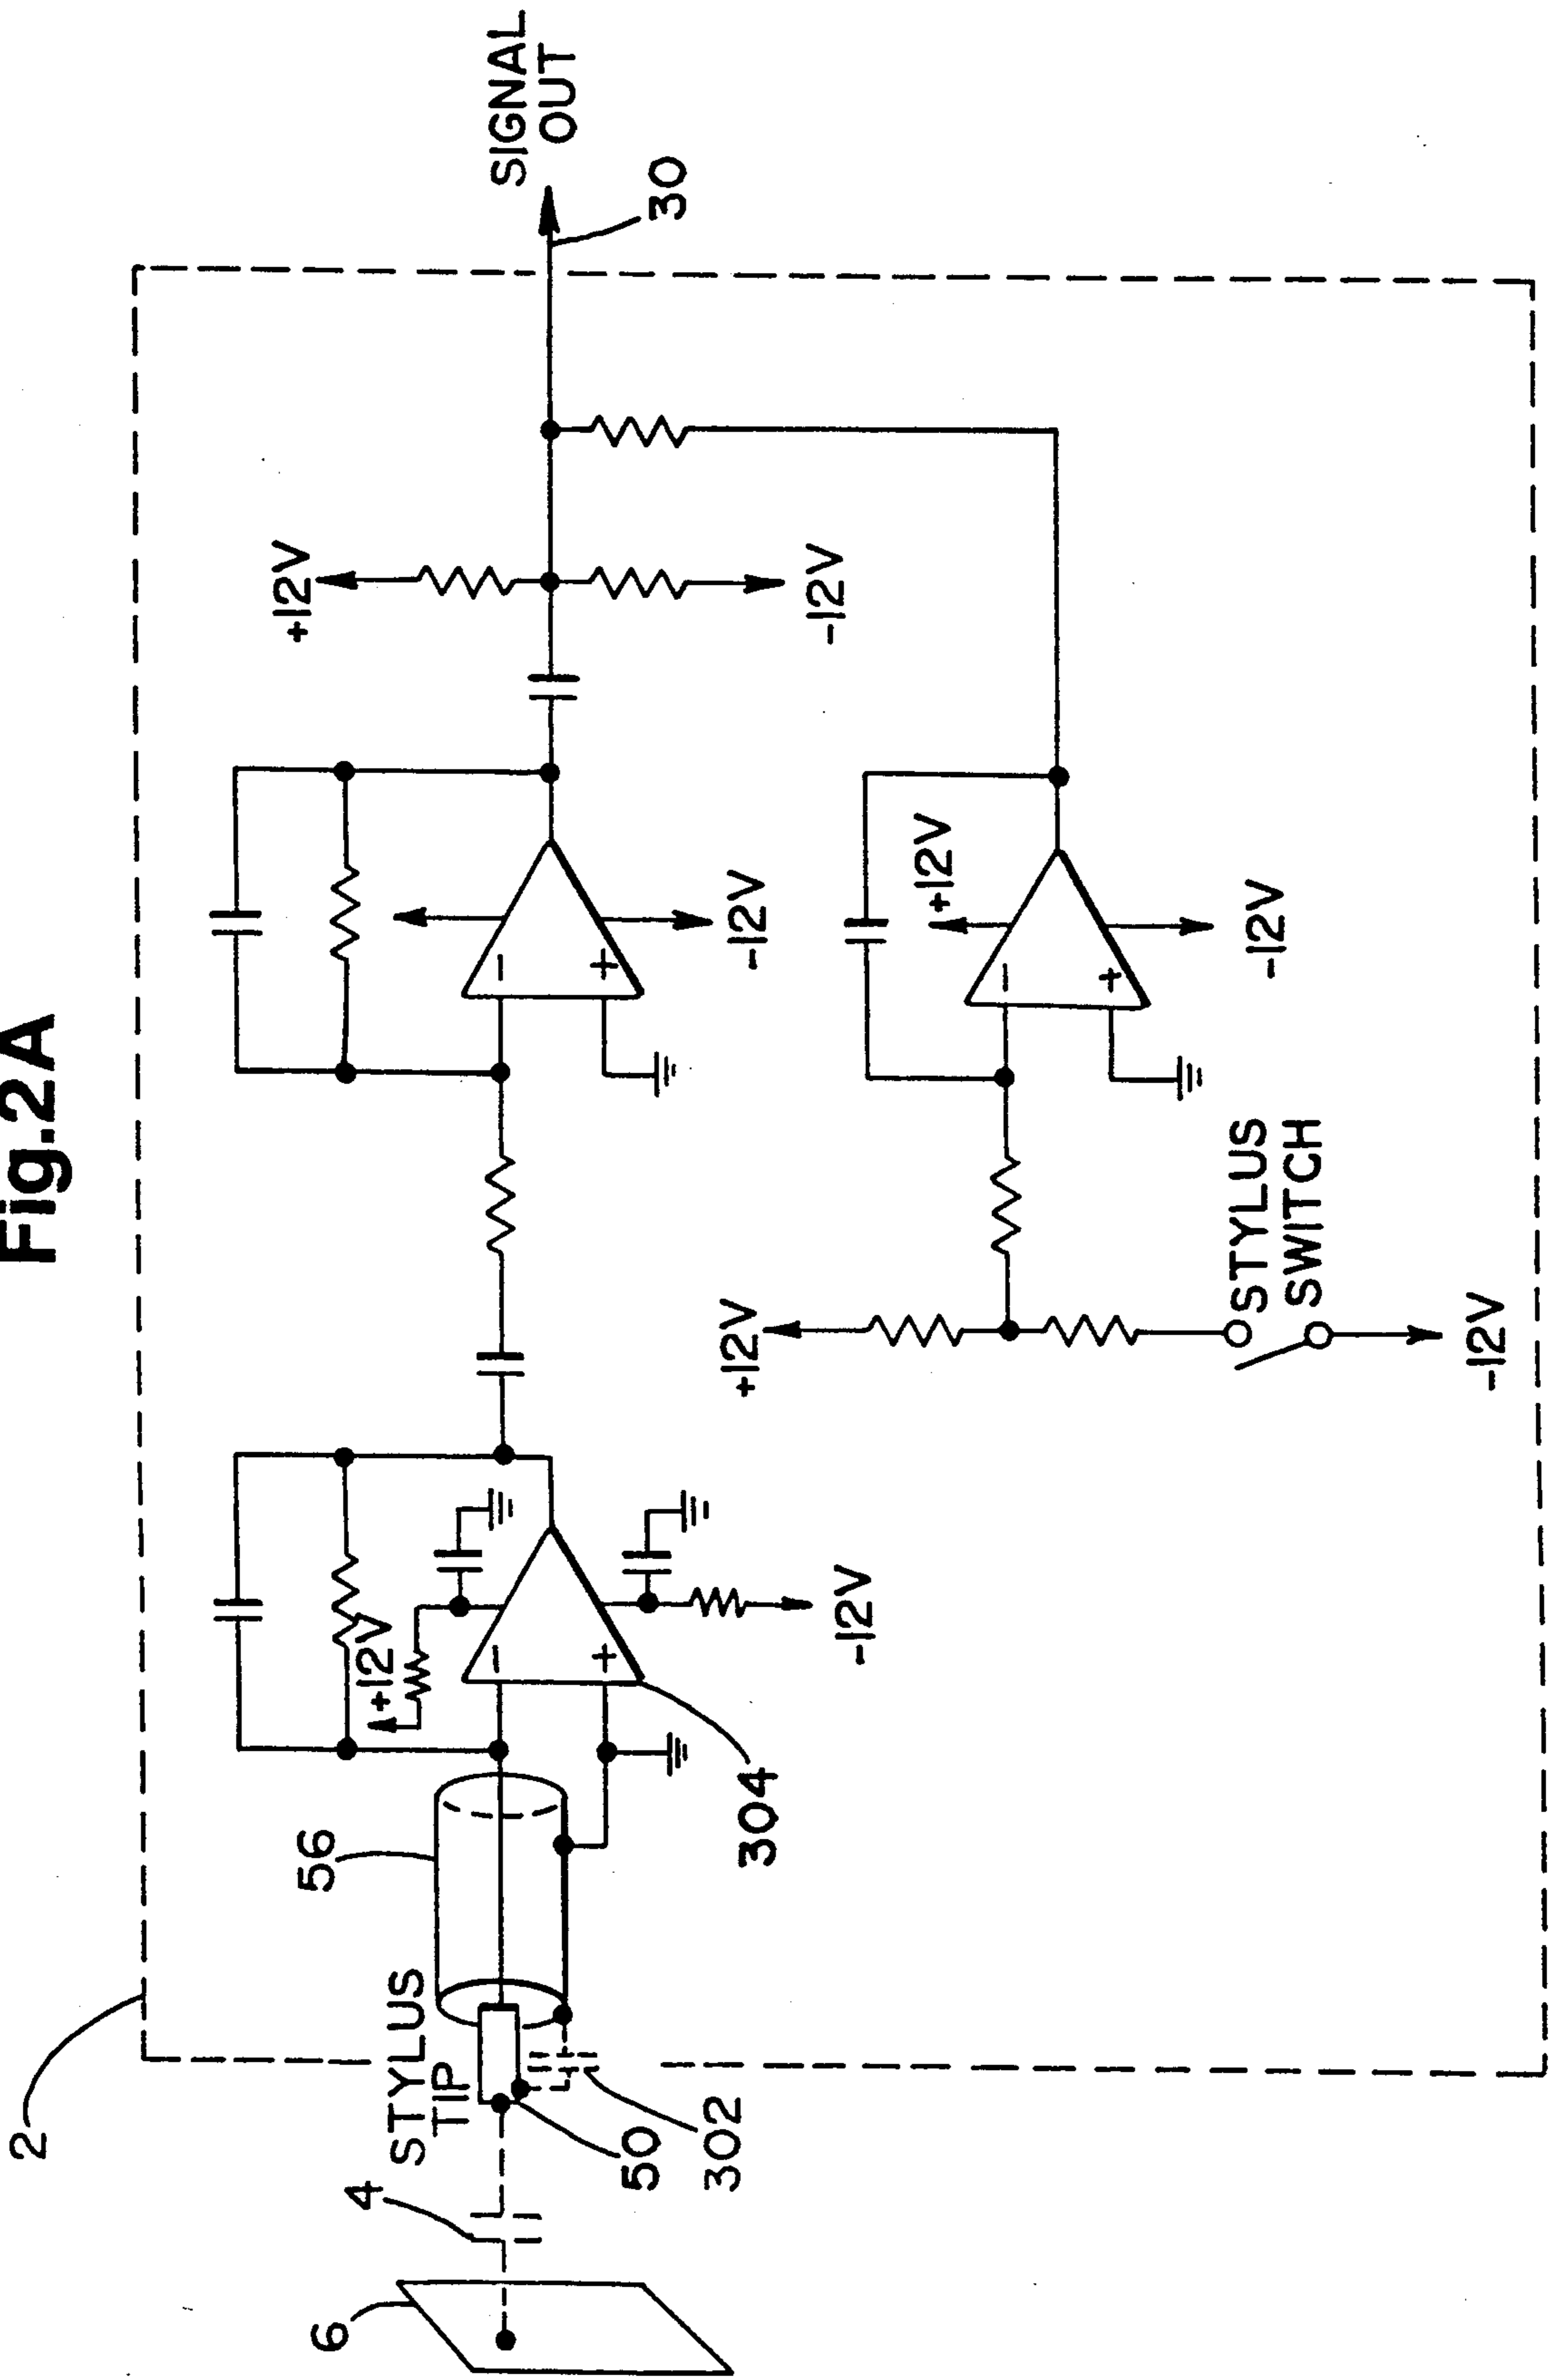 Fig.2A
2
6
4
STYLUS
TIP
50
302
56
304
+12V
-12V
-12V
+12V
-12V
SIGNAL
OUT
30
+12V
-12V
+12V
STYLUS
SWITCH
-12V